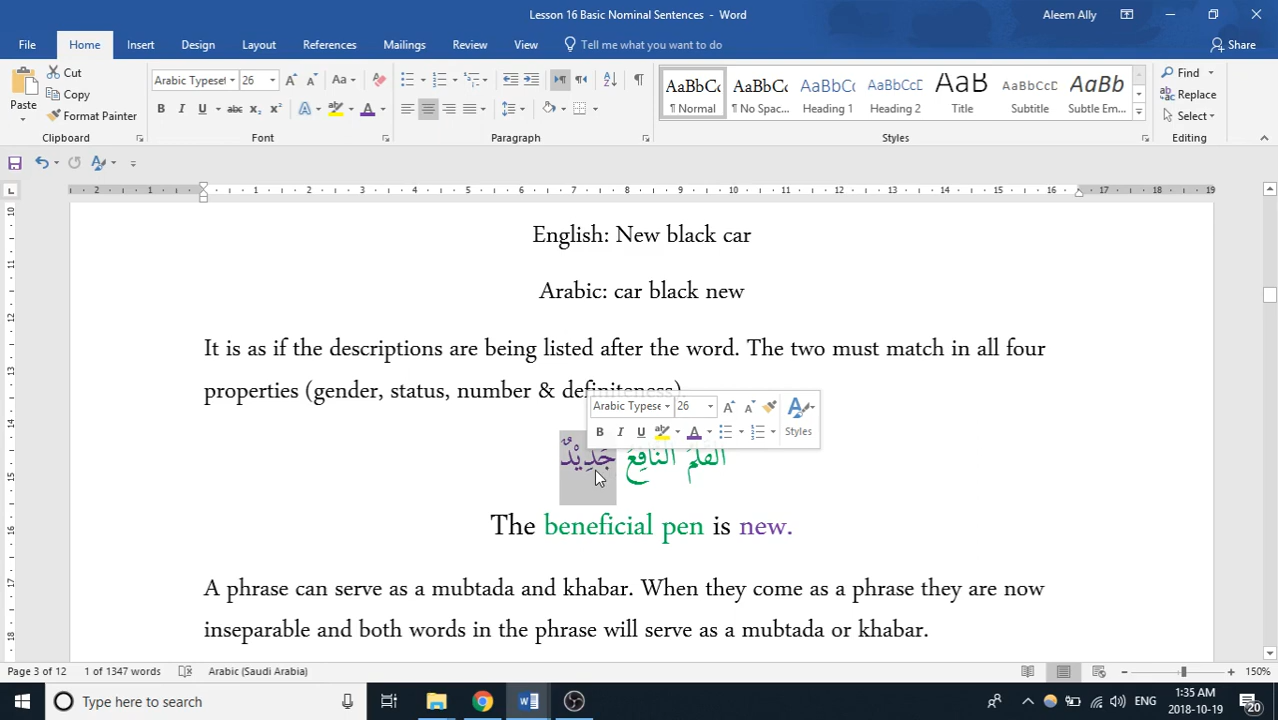 Lesson 16 Basic Nominal Sentences - Word
Aleem Ally
File Home Insert Design Layout References Mailings Review View Tell me what you want to do Share
Paste Cut Copy Format Painter
Arabic Typeset 26
¶ Normal ¶ No Spac... Heading 1 Heading 2 Title Subtitle Subtle Em...
Find Replace Select
Clipboard Font Paragraph Styles Editing
English: New black car
Arabic: car black new
It is as if the descriptions are being listed after the word. The two must match in all four
properties (gender, status, number & definiteness)
Arabic Typese 26
Styles
القَلَمُ النَّافِعُ جَدِيْدٌ
The beneficial pen is new.
A phrase can serve as a mubtada and khabar. When they come as a phrase they are now
inseparable and both words in the phrase will serve as a mubtada or khabar.
Page 3 of 12 1 of 1347 words Arabic (Saudi Arabia) 150%
Type here to search
ENG 1:35 AM 2018-10-19 20